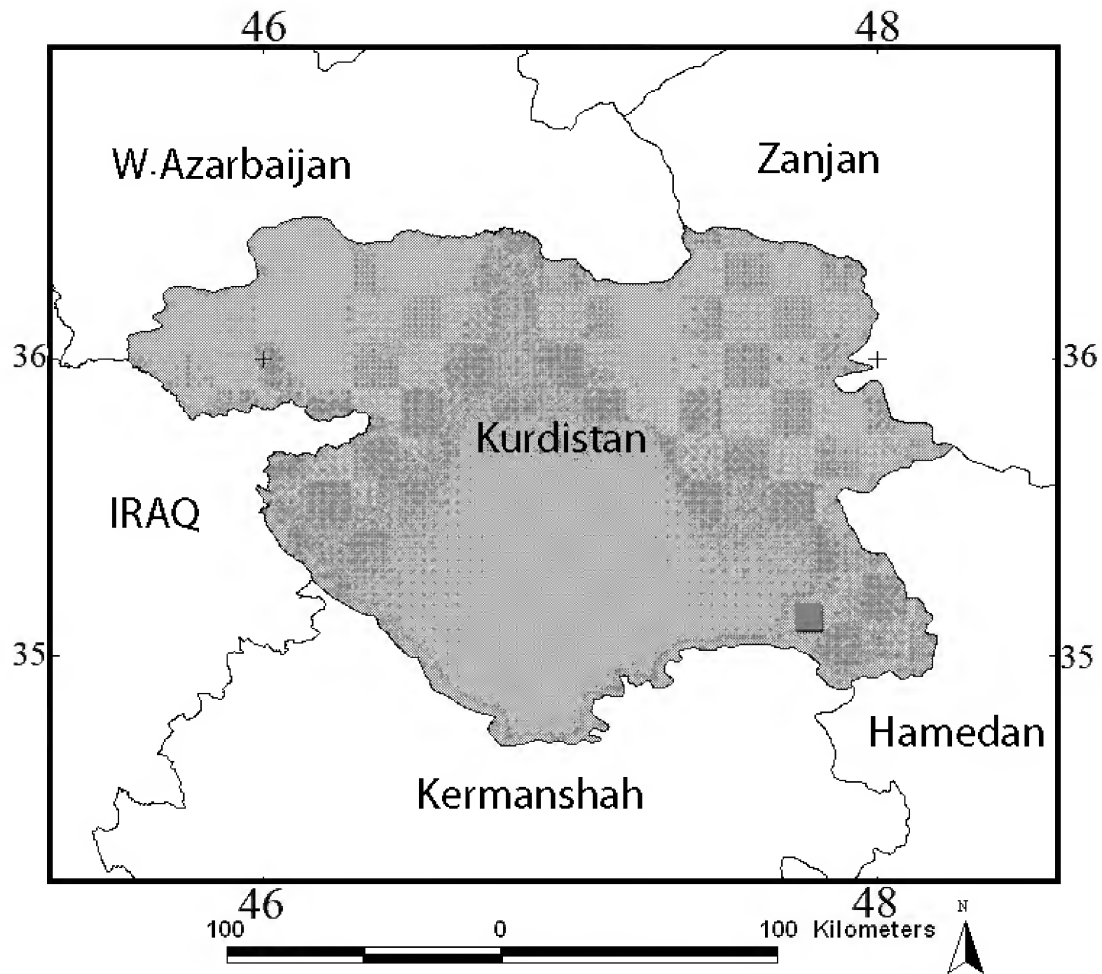 46 48
W.Azarbaijan Zanjan
36 36
Kurdistan
IRAQ
35 35
Hamedan
Kermanshah
46 48
100 0 100 Kilometers N